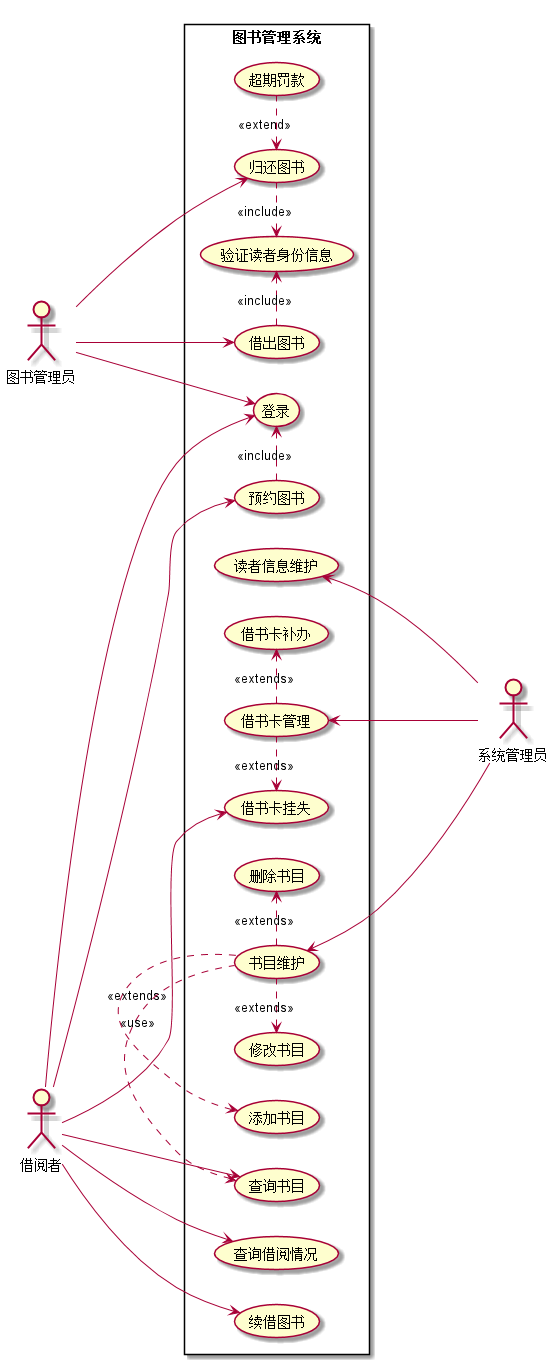 图书管理系统
超期罚款
«extend»
归还图书
«include»
验证读者身份信息
«include»
借出图书
图书管理员
登录
«include»
预约图书
读者信息维护
借书卡补办
«extends»
借书卡管理
系统管理员
«extends»
借书卡挂失
删除书目
«extends»
书目维护
«extends»
«extends»
«use»
修改书目
添加书目
借阅者
查询书目
查询借阅情况
续借图书